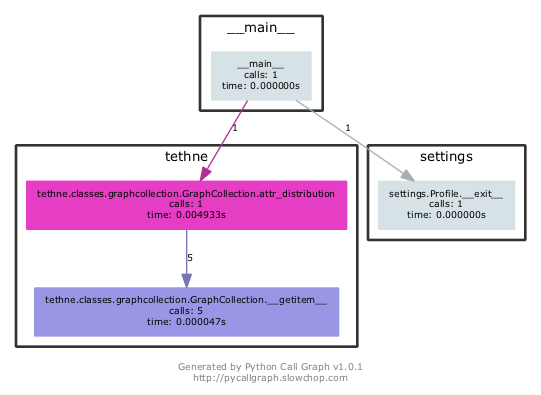 __main__
__main__
calls: 1
time: 0.000000s
1
1
tethne
settings
tethne.classes.graphcollection.GraphCollection.attr_distribution
calls: 1
time: 0.004933s
settings.Profile.__exit__
calls: 1
time: 0.000000s
5
tethne.classes.graphcollection.GraphCollection.__getitem__
calls: 5
time: 0.000047s
Generated by Python Call Graph v1.0.1
http://pycallgraph.slowchop.com